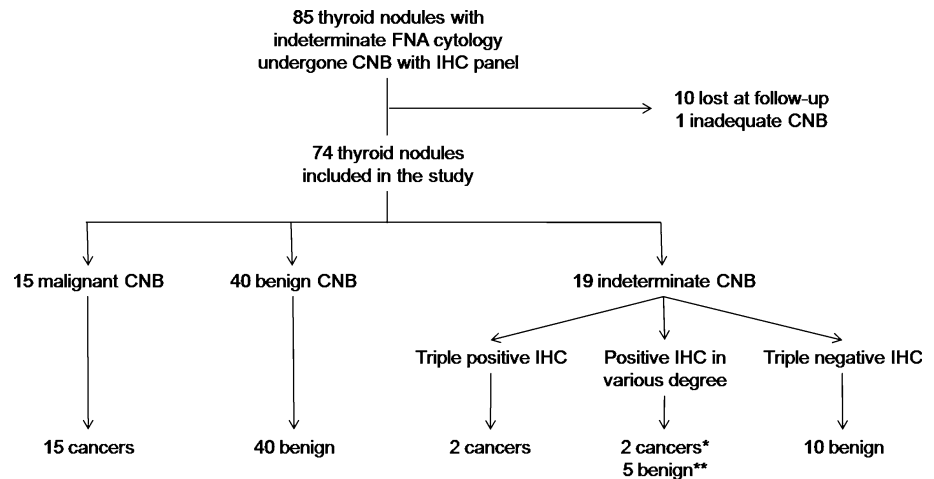 85 thyroid nodules with
indeterminate FNA cytology
undergone CNB with IHC panel
10 lost at follow-up
1 inadequate CNB
74 thyroid nodules
included in the study
15 malignant CNB
40 benign CNB
19 indeterminate CNB
Triple positive IHC
Positive IHC in
various degree
Triple negative IHC
15 cancers
40 benign
2 cancers
2 cancers*
5 benign**
10 benign